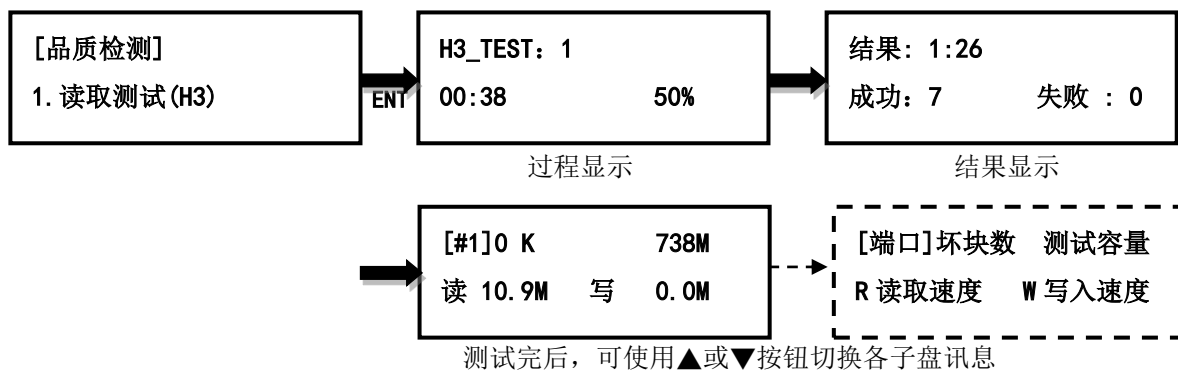 [品质检测]
1.读取测试(H3)
ENT
H3_TEST：1
00:38 50%
过程显示
结果: 1:26
成功：7 失败 : 0
结果显示
[#1]0 K 738M
读 10.9M 写 0.0M
[端口]坏块数 测试容量
R 读取速度 W 写入速度
测试完后，可使用▲或▼按钮切换各子盘讯息